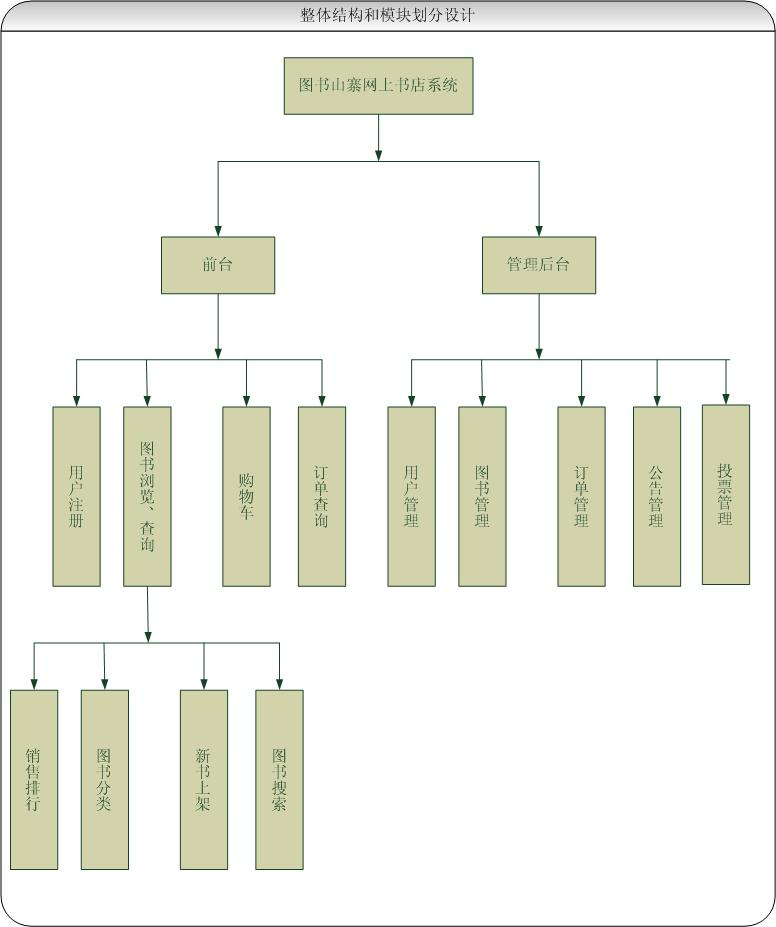 整体结构和模块划分设计
图书山寨网上书店系统
前台
管理后台
用户注册
图书浏览、查询
购物车
订单查询
用户管理
图书管理
订单管理
公告管理
投票管理
销售排行
图书分类
新书上架
图书搜索